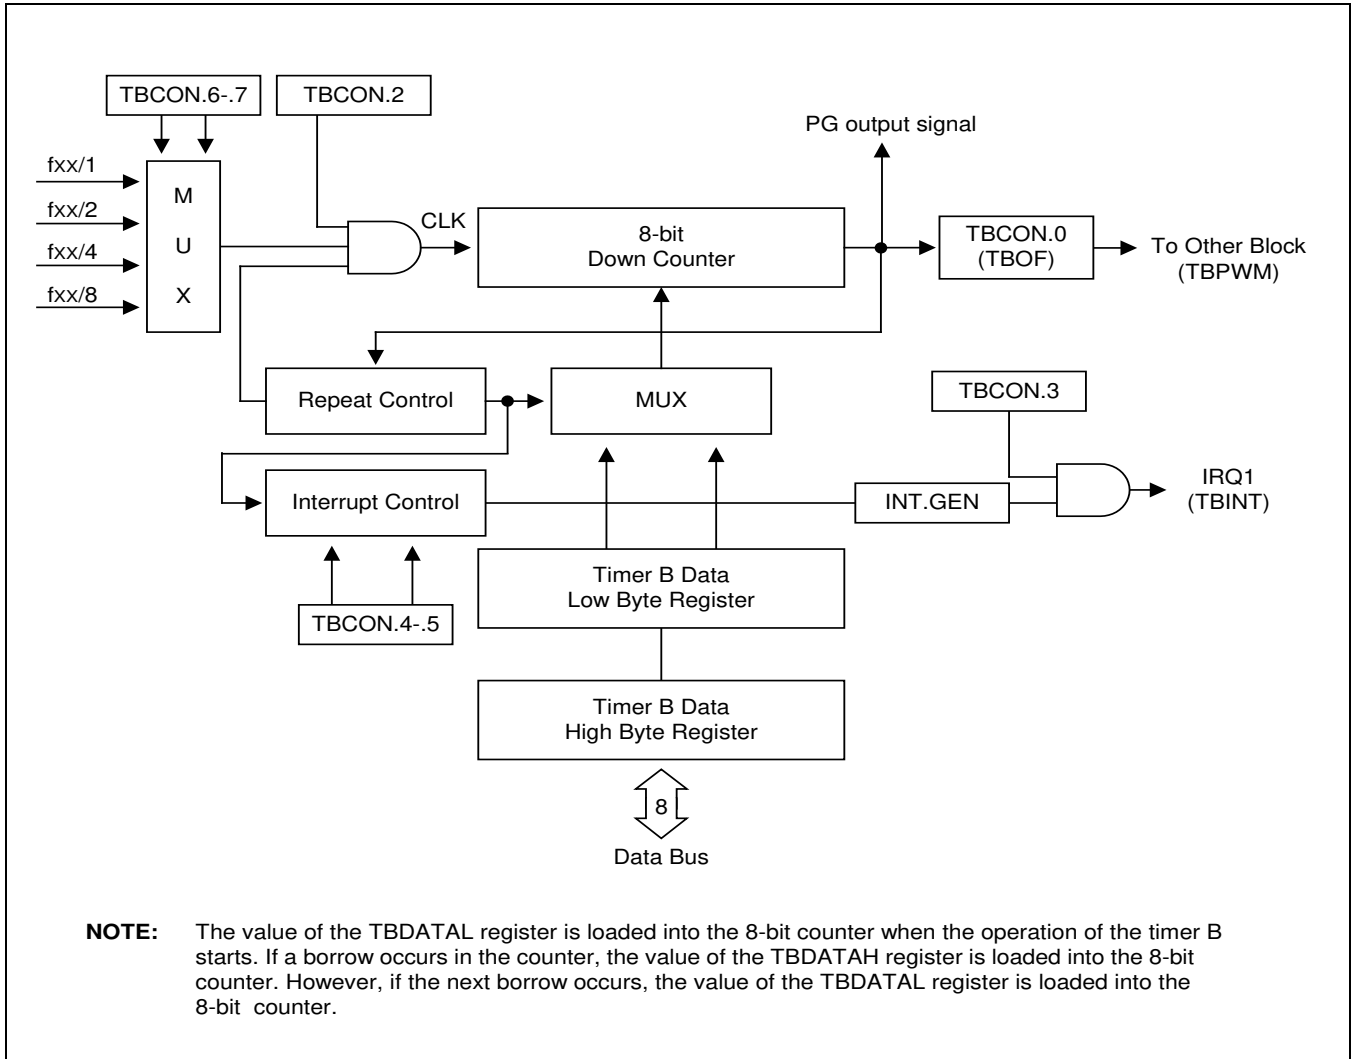 TBCON.6-.7
TBCON.2
PG output signal
fxx/1
fxx/2
fxx/4
fxx/8
M
U
X
CLK
8-bit
Down Counter
TBCON.0
(TBOF)
To Other Block
(TBPWM)
Repeat Control
MUX
TBCON.3
Interrupt Control
INT.GEN
IRQ1
(TBINT)
Timer B Data
Low Byte Register
TBCON.4-.5
Timer B Data
High Byte Register
8
Data Bus
NOTE: The value of the TBDATAL register is loaded into the 8-bit counter when the operation of the timer B
starts. If a borrow occurs in the counter, the value of the TBDATAH register is loaded into the 8-bit
counter. However, if the next borrow occurs, the value of the TBDATAL register is loaded into the
8-bit counter.